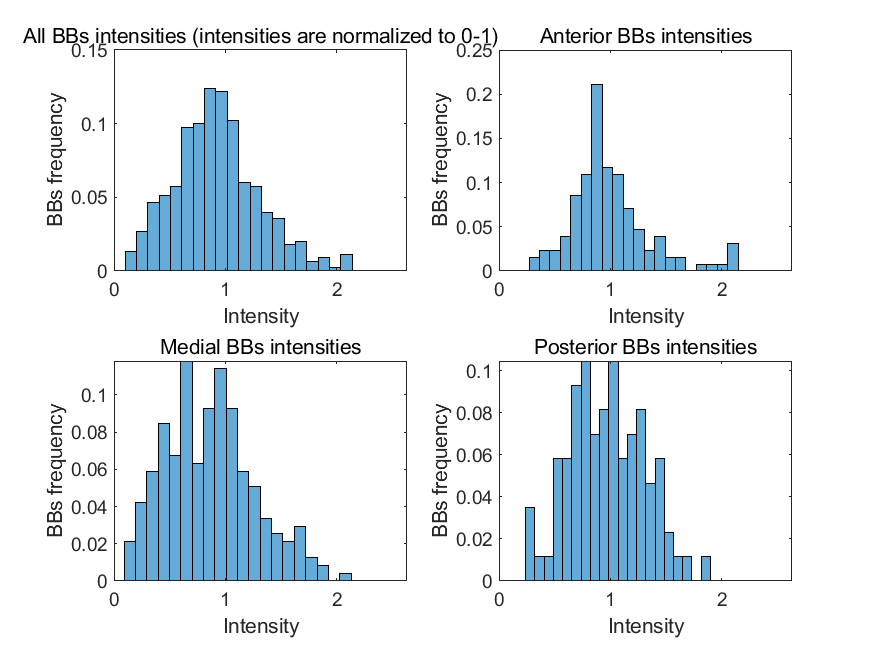 All BBs intensities (intensities are normalized to 0-1)
0.15
0.1
0.05
0
BBs frequency
0 1 2
Intensity
Anterior BBs intensities
0.25
0.2
0.15
0.1
0.05
0
BBs frequency
0 1 2
Intensity
Medial BBs intensities
0.1
0.08
0.06
0.04
0.02
0
BBs frequency
0 1 2
Intensity
Posterior BBs intensities
0.1
0.08
0.06
0.04
0.02
0
BBs frequency
0 1 2
Intensity